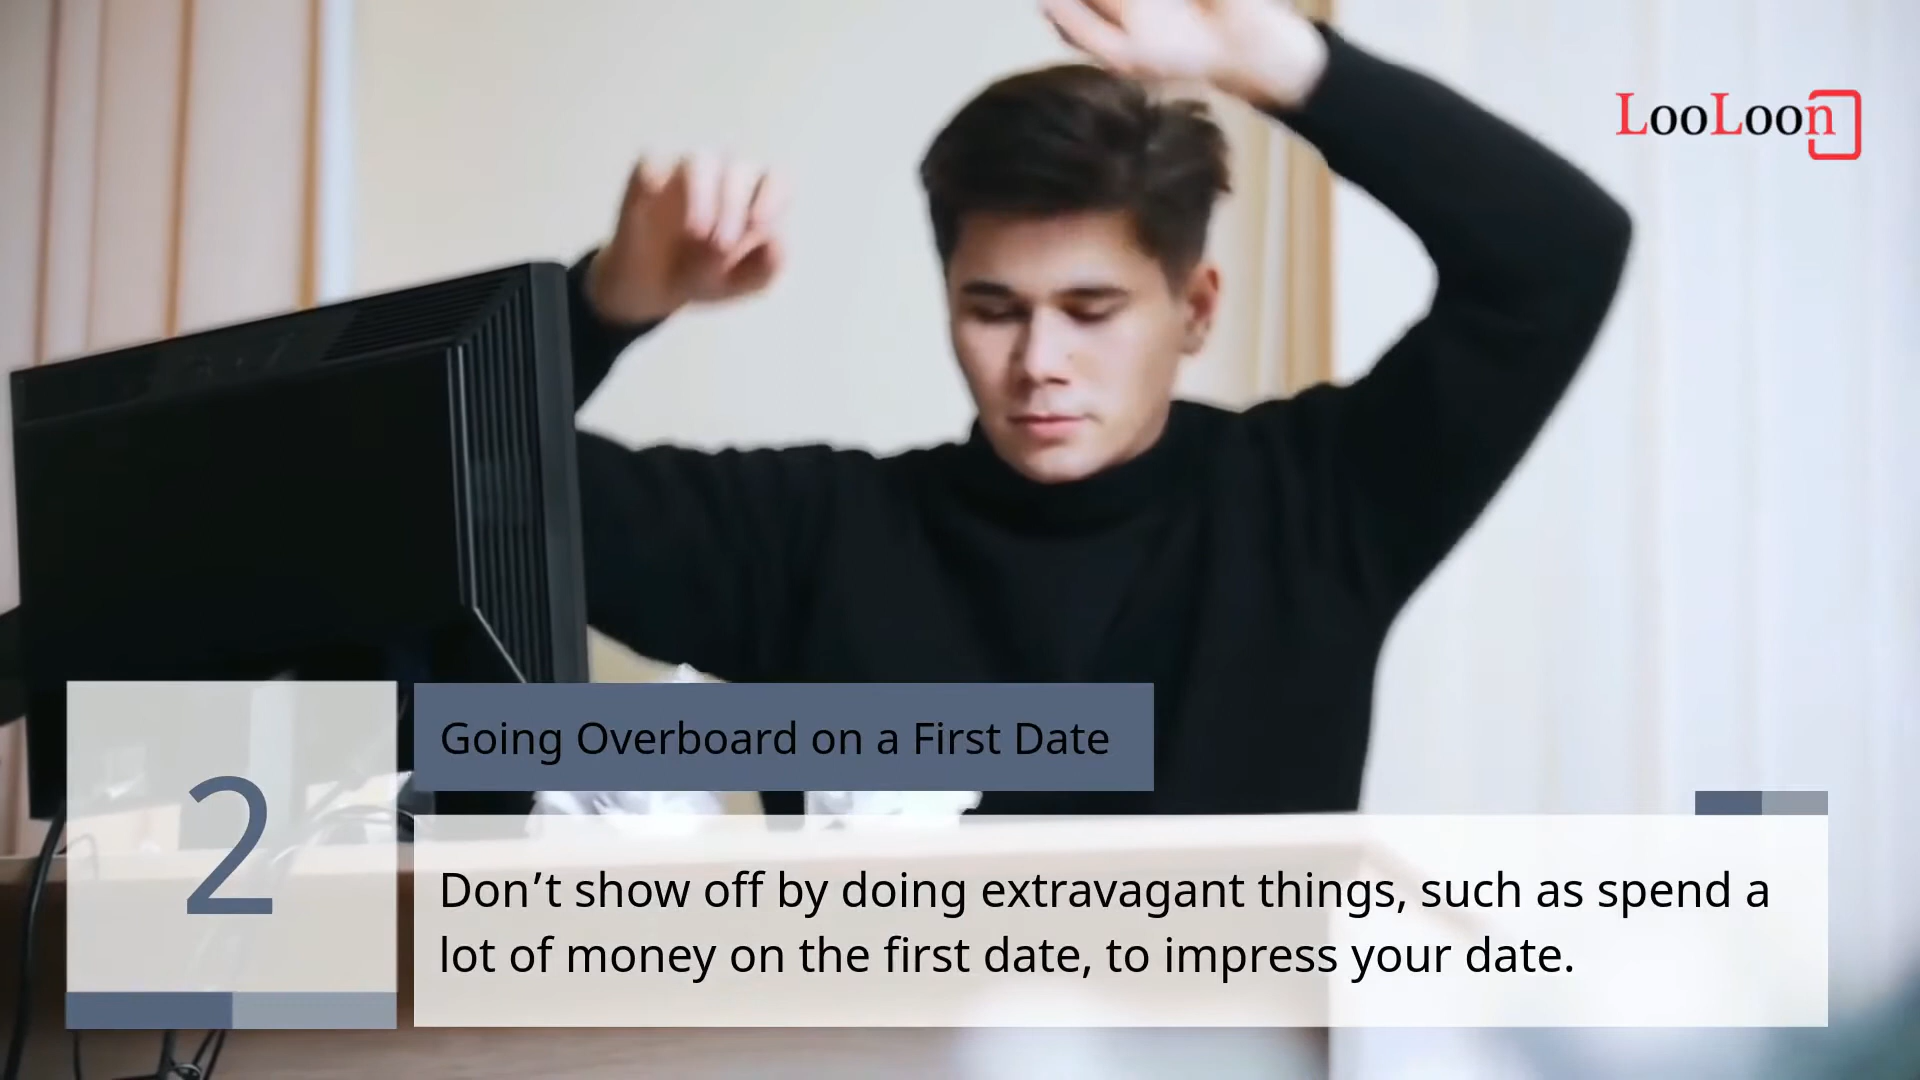 LooLoon
2
Going Overboard on a First Date
Don’t show off by doing extravagant things, such as spend a
lot of money on the first date, to impress your date.